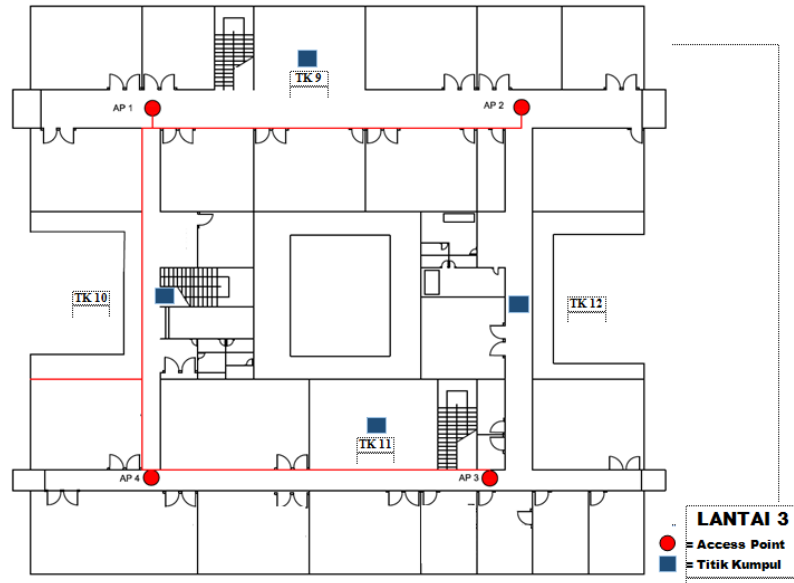 TK 9
AP 1
AP 2
TK 10
TK 12
TK 11
AP 4
AP 3
LANTAI 3
= Access Point
= Titik Kumpul